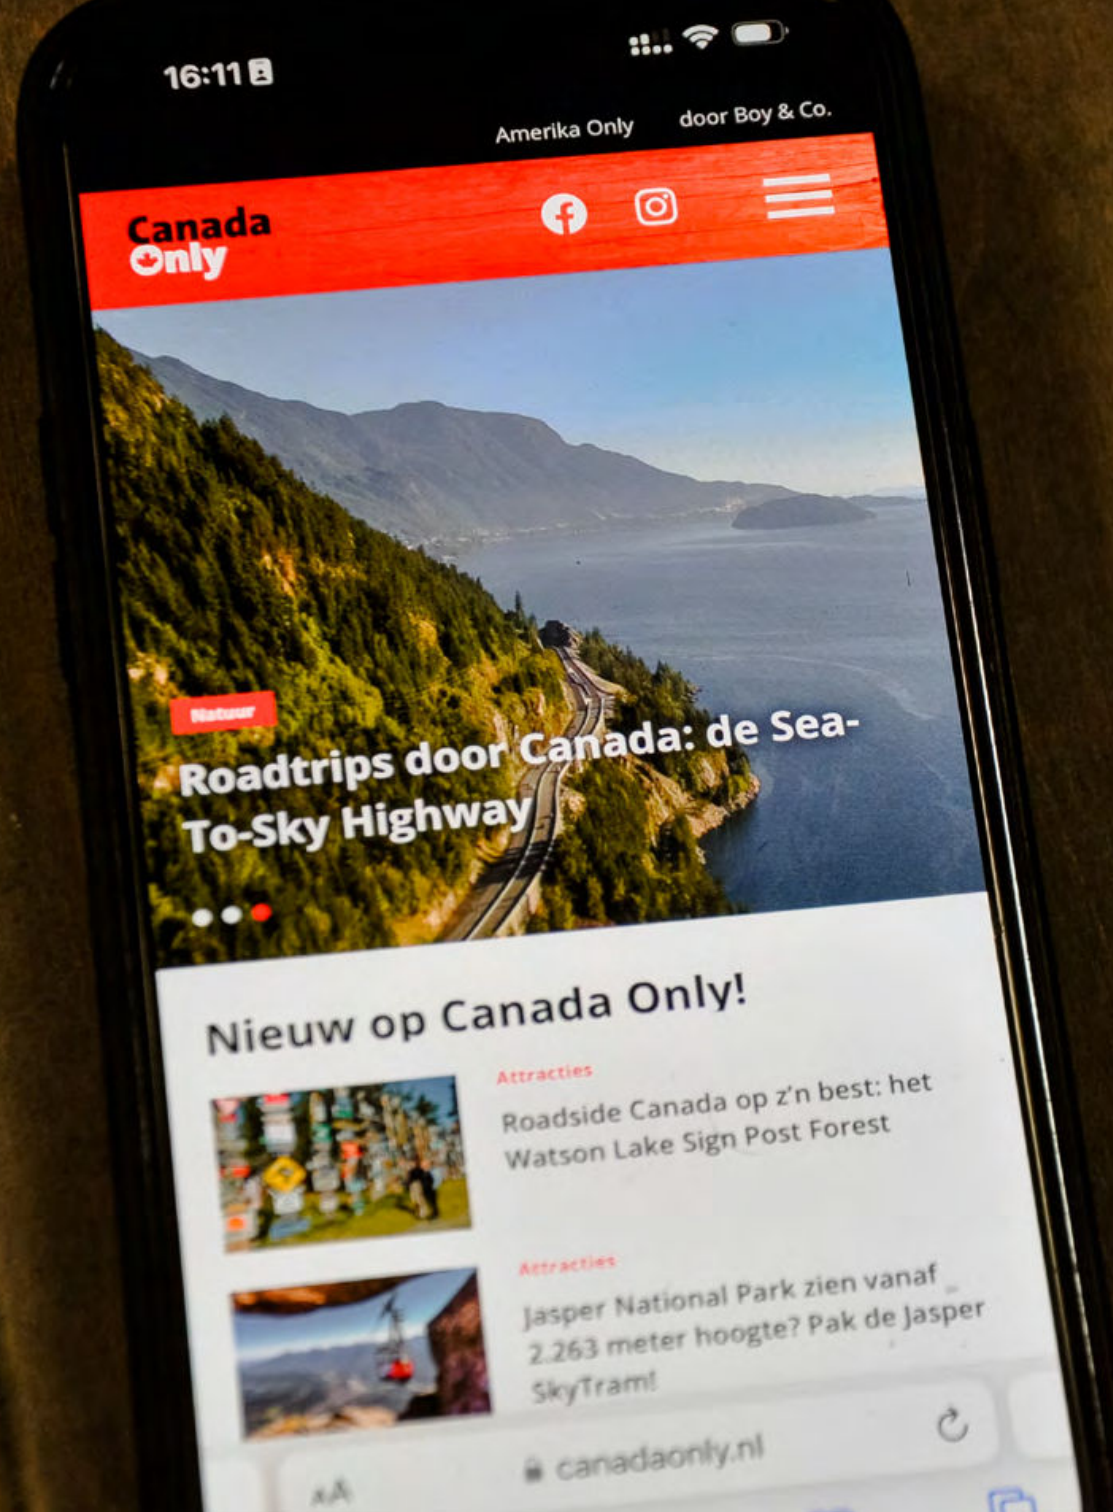 16:11
Amerika Only door Boy & Co.
Canada
Only
Natuur
Roadtrips door Canada: de Sea-
To-Sky Highway
Nieuw op Canada Only!
Attracties
Roadside Canada op z'n best: het
Watson Lake Sign Post Forest
Attracties
Jasper National Park zien vanaf
2.263 meter hoogte? Pak de Jasper
SkyTram!
AA canadaonly.nl